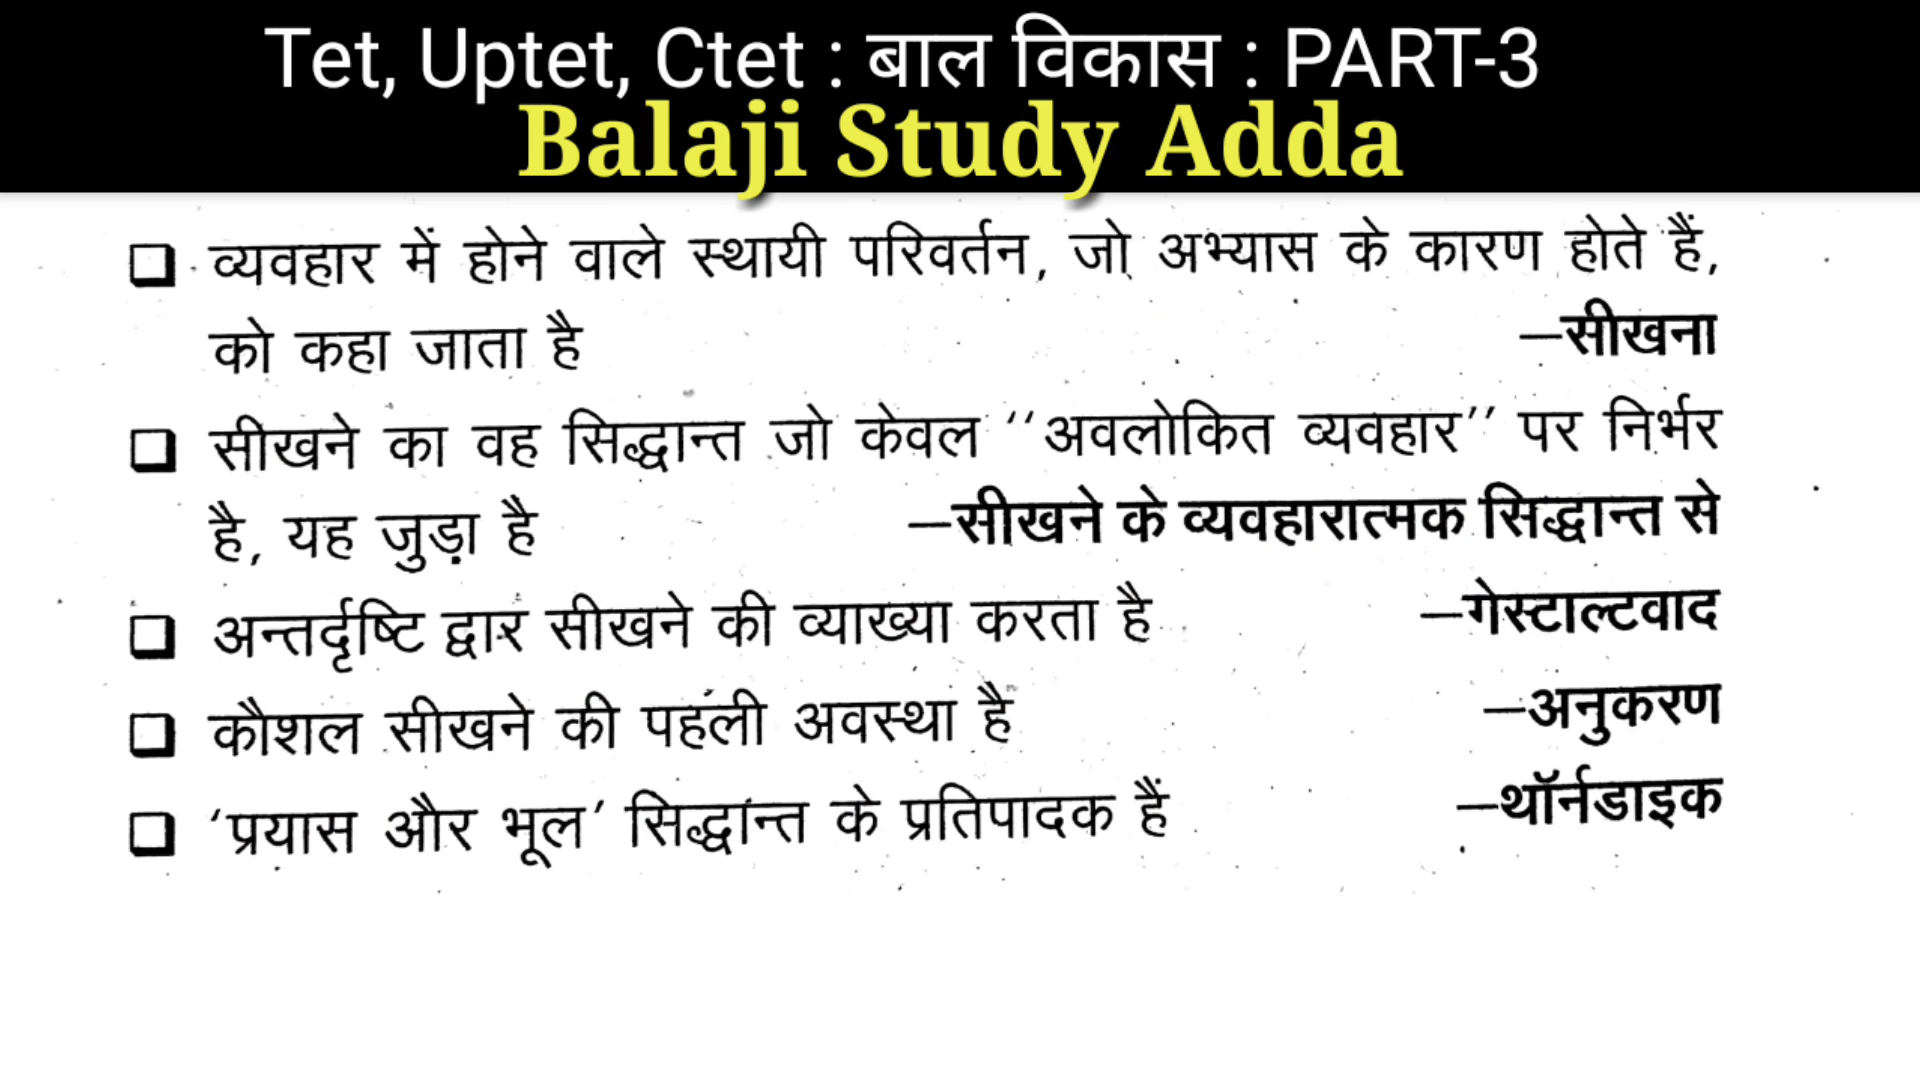 Tet, Uptet, Ctet : बाल विकास : PART-3
Balaji Study Adda
❑ व्यवहार में होने वाले स्थायी परिवर्तन, जो अभ्यास के कारण होते हैं,
को कहा जाता है —सीखना
❑ सीखने का वह सिद्धान्त जो केवल ‘‘अवलोकित व्यवहार’’ पर निर्भर
है, यह जुड़ा है —सीखने के व्यवहारात्मक सिद्धान्त से
❑ अन्तर्दृष्टि द्वार सीखने की व्याख्या करता है —गेस्टाल्टवाद
❑ कौशल सीखने की पहली अवस्था है —अनुकरण
❑ ‘प्रयास और भूल’ सिद्धान्त के प्रतिपादक हैं —थॉर्नडाइक